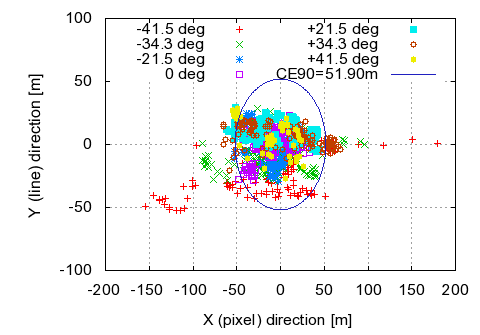 100
50
0
-50
-100
-200 -150 -100 -50 0 50 100 150 200
Y (line) direction [m]
X (pixel) direction [m]
-41.5 deg
-34.3 deg
-21.5 deg
0 deg
+21.5 deg
+34.3 deg
+41.5 deg
CE90=51.90m